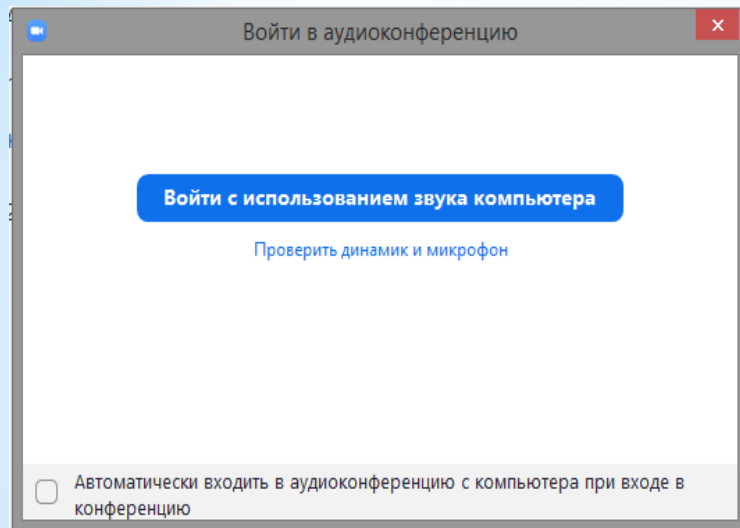 Войти в аудиоконференцию
Войти с использованием звука компьютера
Проверить динамик и микрофон
Автоматически входить в аудиоконференцию с компьютера при входе в
конференцию